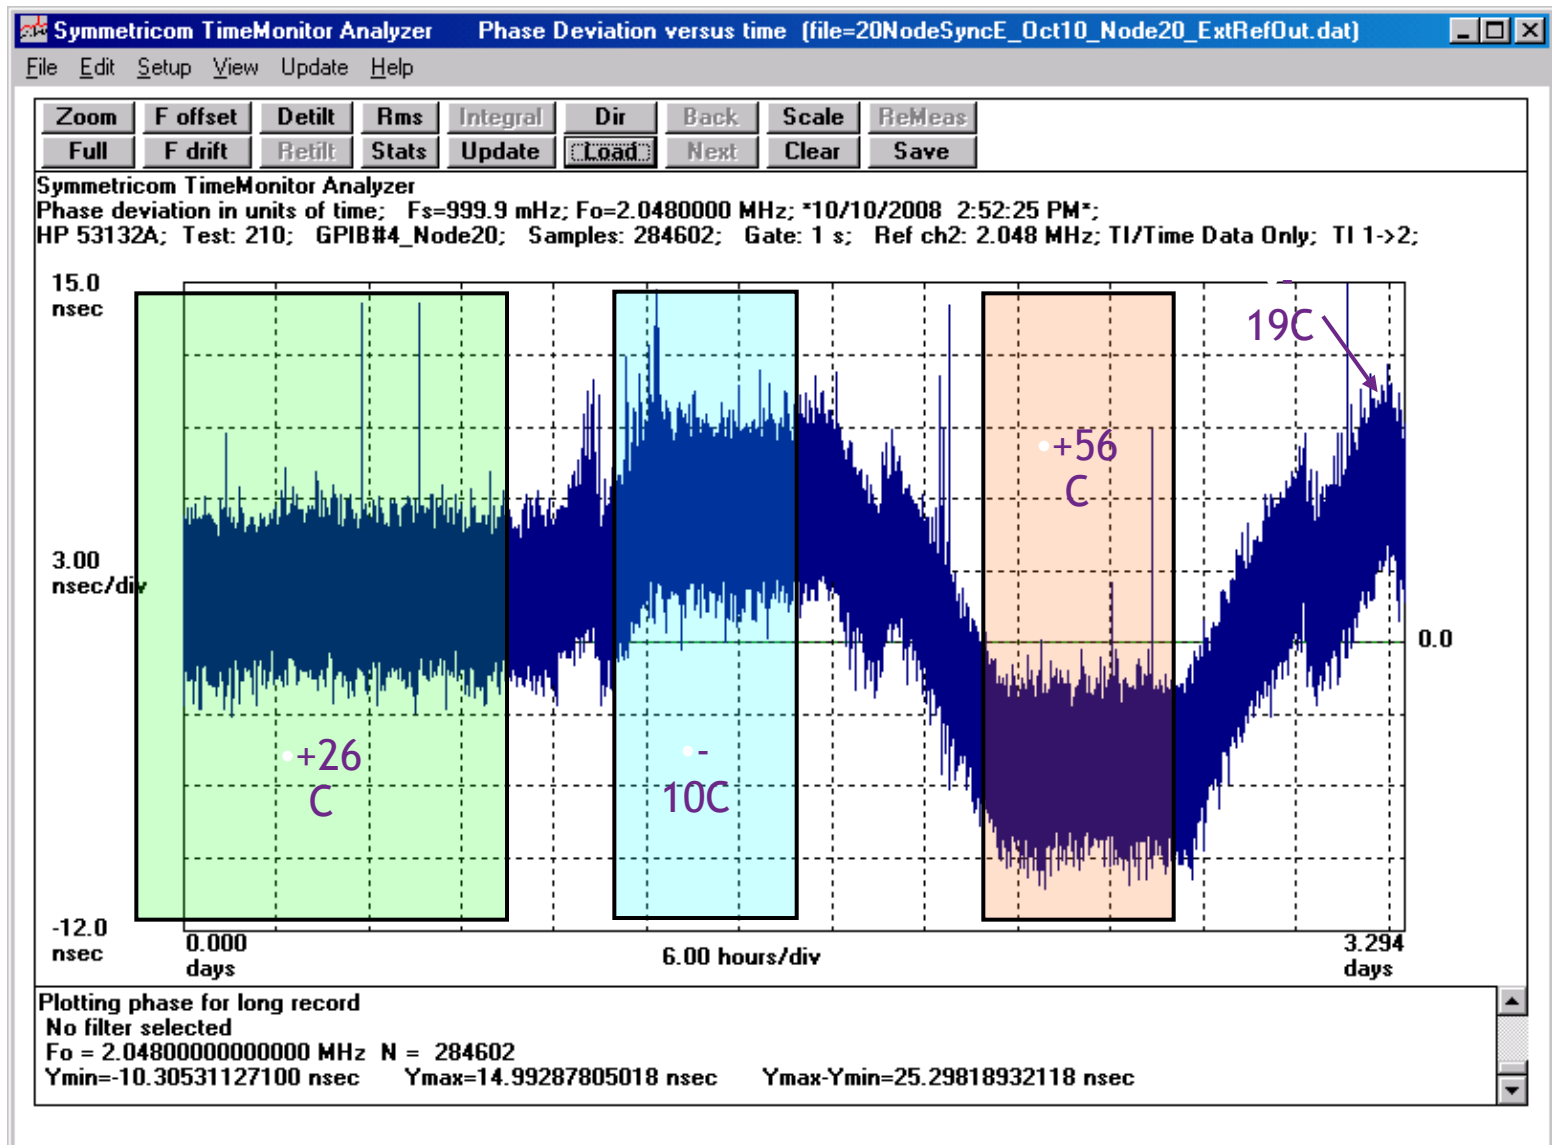 Symmetricom TimeMonitor Analyzer Phase Deviation versus time (file=20NodeSyncE_Oct10_Node20_ExtRefOut.dat)
File Edit Setup View Update Help
Zoom F offset Detilt Rms Integral Dir Back Scale ReMeas
Full F drift Retilt Stats Update Load Next Clear Save
Symmetricom TimeMonitor Analyzer
Phase deviation in units of time; Fs=999.9 mHz; Fo=2.0480000 MHz; *10/10/2008 2:52:25 PM*;
HP 53132A; Test: 210; GPIB#4_Node20; Samples: 284602; Gate: 1 s; Ref ch2: 2.048 MHz; TI/Time Data Only; TI 1->2;
15.0
nsec
-
19C
•+56
C
3.00
nsec/div
0.0
•+26
C
•-
10C
-12.0
nsec
0.000
days
6.00 hours/div
3.294
days
Plotting phase for long record
No filter selected
Fo = 2.04800000000000 MHz N = 284602
Ymin=-10.30531127100 nsec Ymax=14.99287805018 nsec Ymax-Ymin=25.29818932118 nsec